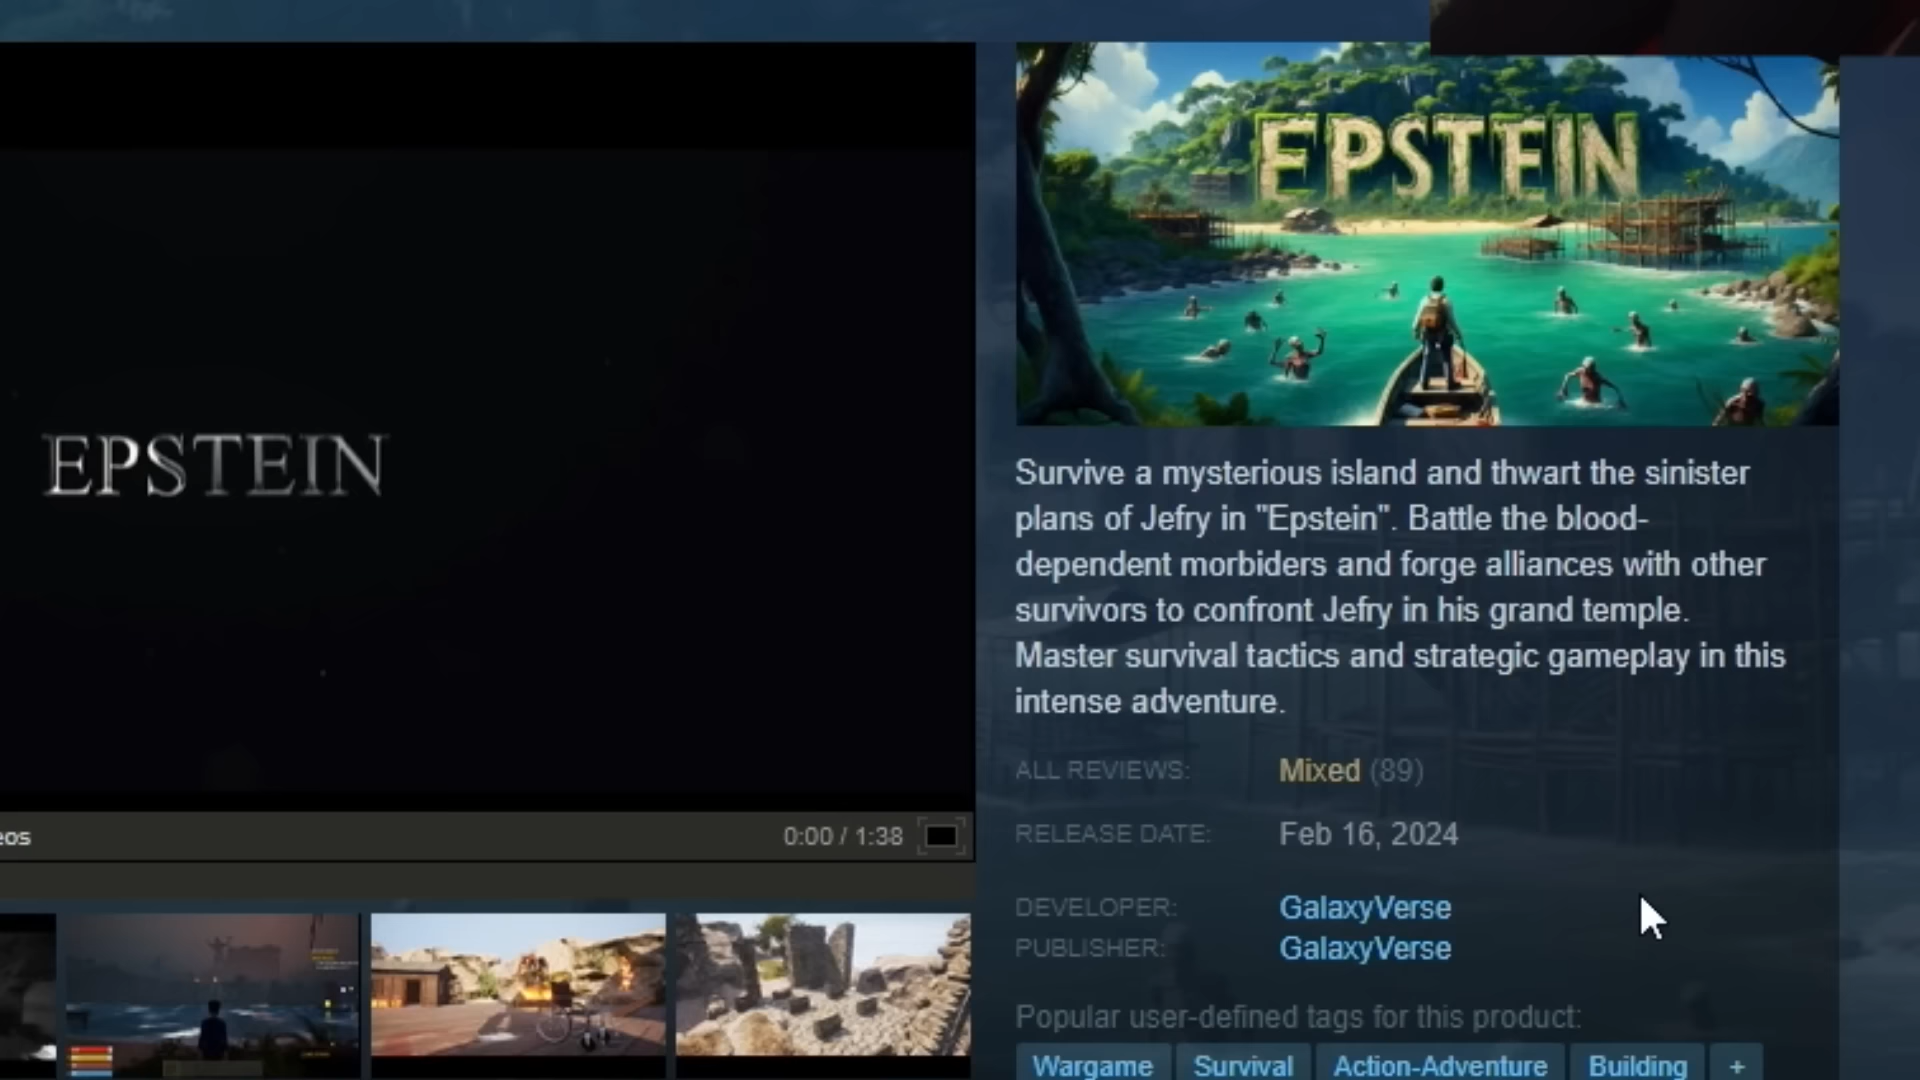 EPSTEIN
EPSTEIN
Survive a mysterious island and thwart the sinister
plans of Jefry in "Epstein". Battle the blood-
dependent morbiders and forge alliances with other
survivors to confront Jefry in his grand temple.
Master survival tactics and strategic gameplay in this
intense adventure.
ALL REVIEWS: Mixed (89)
RELEASE DATE: Feb 16, 2024
eos 0:00 / 1:38
DEVELOPER: GalaxyVerse
PUBLISHER: GalaxyVerse
Popular user-defined tags for this product:
Wargame Survival Action-Adventure Building +